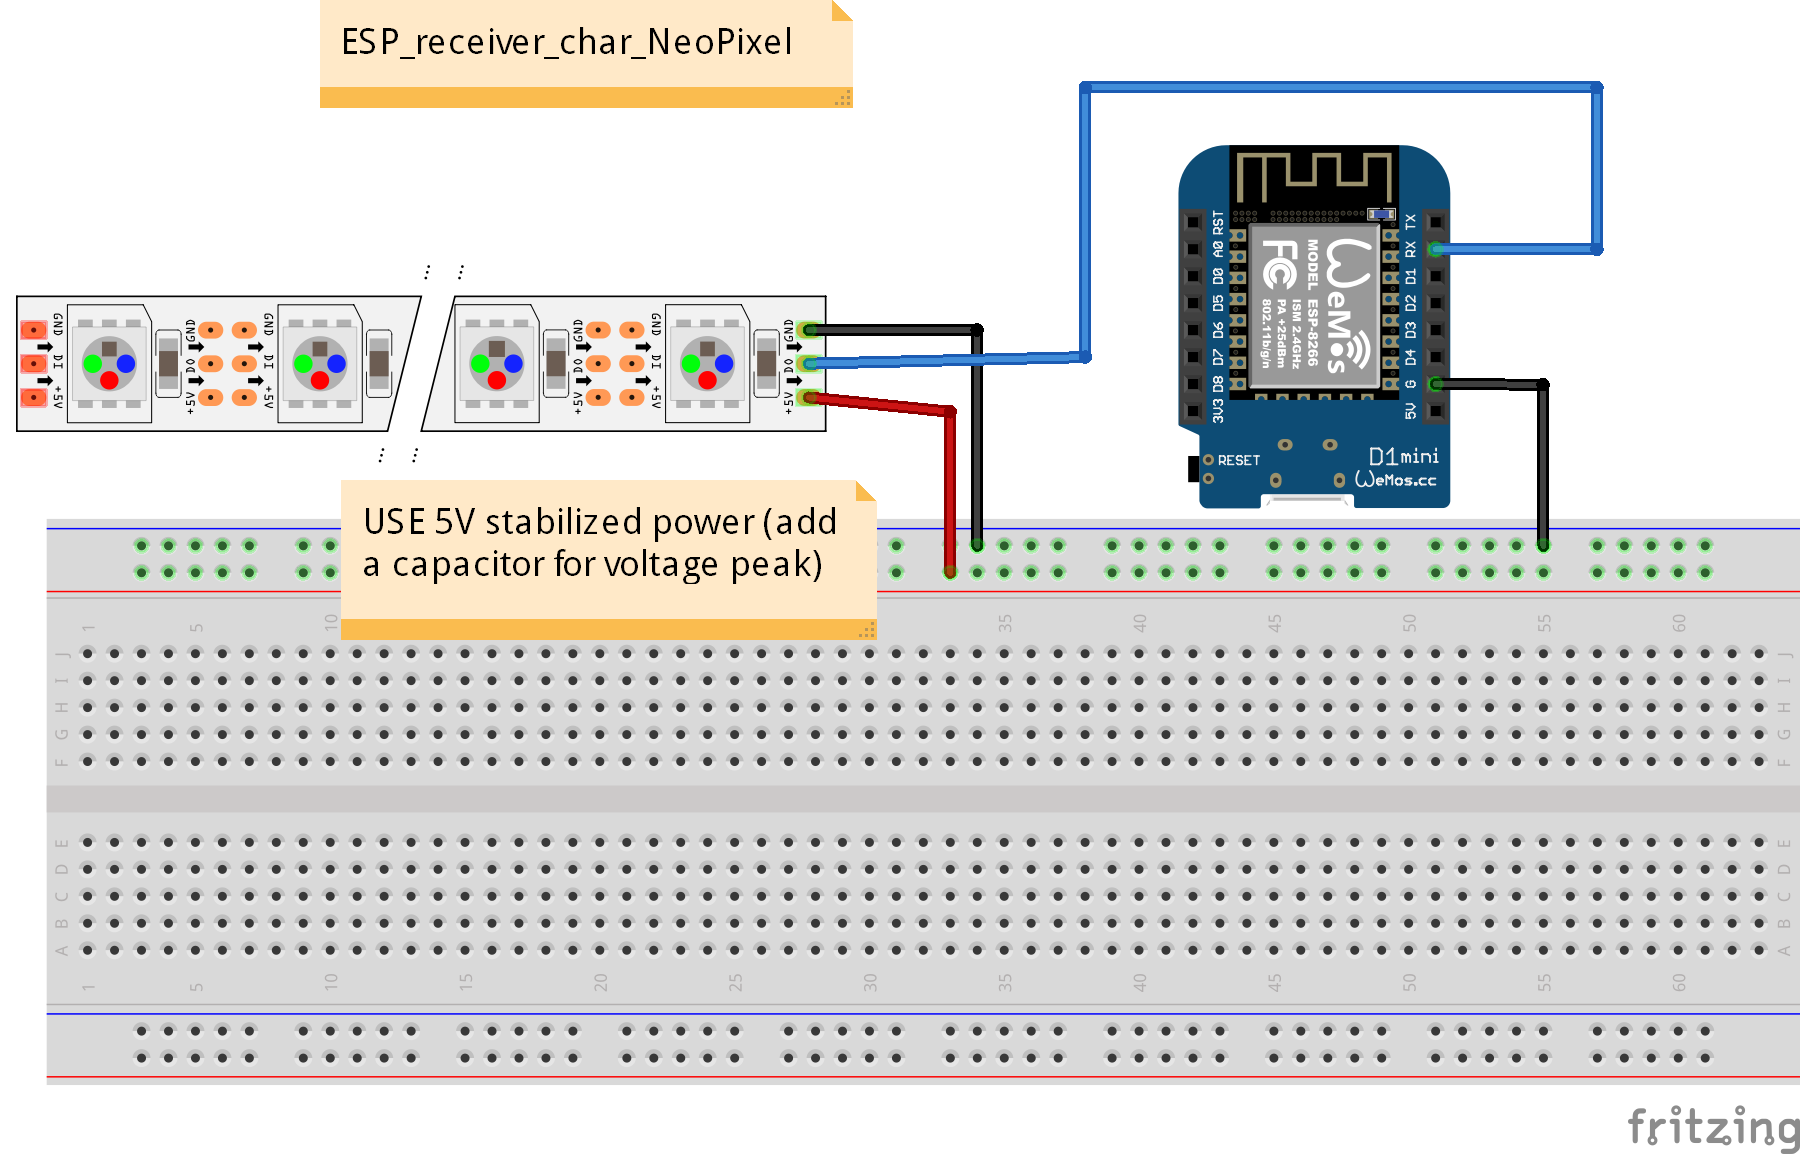 ESP_receiver_char_NeoPixel
GND
DI
+5V
GND
DO
+5V
GND
DI
+5V
GND
DO
+5V
GND
DI
+5V
GND
DO
+5V
RST
A0
D0
D5
D6
D7
D8
3V3
TX
RX
D1
D2
D3
D4
G
5V
WeMos
MODEL ESP-8266
ISM 2.4GHz
PA +25dBm
802.11b/g/n
FC
RESET
D1 mini
WeMos.cc
USE 5V stabilized power (add
a capacitor for voltage peak)
1 5 10 35 40 45 50 55 60
J J
I I
H H
G G
F F
E E
D D
C C
B B
A A
1 5 10 15 20 25 30 35 40 45 50 55 60
fritzing